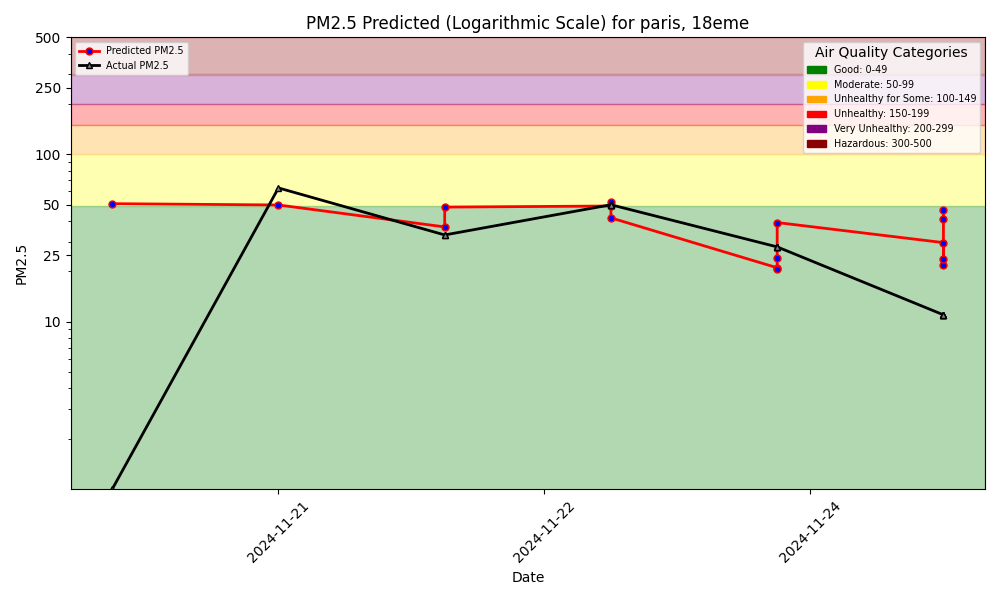 PM2.5 Predicted (Logarithmic Scale) for paris, 18eme
500
250
100
50
25
10
PM2.5
Predicted PM2.5
Actual PM2.5
Air Quality Categories
Good: 0-49
Moderate: 50-99
Unhealthy for Some: 100-149
Unhealthy: 150-199
Very Unhealthy: 200-299
Hazardous: 300-500
2024-11-21
2024-11-22
2024-11-24
Date